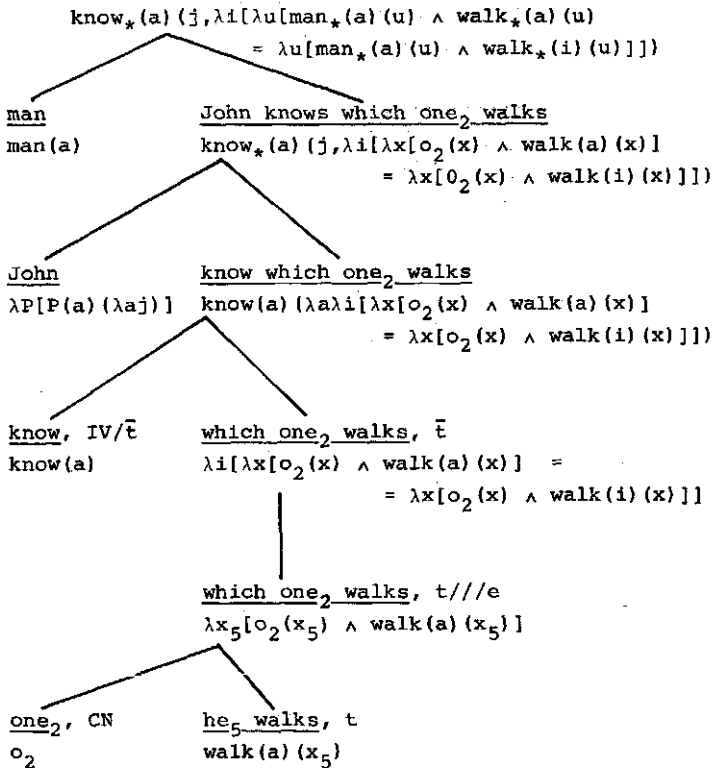 know⁎(a)(j,λi[λu[man⁎(a)(u) ∧ walk⁎(a)(u)
= λu[man⁎(a)(u) ∧ walk⁎(i)(u)]])
man John knows which one₂ walks
man(a) know⁎(a)(j,λi[λx[o₂(x) ∧ walk(a)(x)]
= λx[O₂(x) ∧ walk(i)(x)]])
John know which one₂ walks
λP[P(a)(λaj)] know(a)(λaλi[λx[o₂(x) ∧ walk(a)(x)]
= λx[o₂(x) ∧ walk(i)(x)]])
know, IV/t̄ which one₂ walks, t̄
know(a) λi[λx[o₂(x) ∧ walk(a)(x)] =
= λx[o₂(x) ∧ walk(i)(x)]]
which one₂ walks, t///e
λx₅[o₂(x₅) ∧ walk(a)(x₅)]
one₂, CN he₅ walks, t
o₂ walk(a)(x₅)